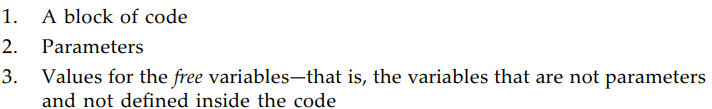 1. A block of code
2. Parameters
3. Values for the free variables—that is, the variables that are not parameters
and not defined inside the code